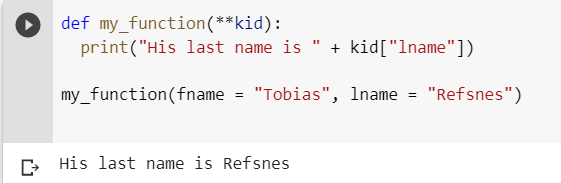 def my_function(**kid):
  print("His last name is " + kid["lname"])

my_function(fname = "Tobias", lname = "Refsnes")
His last name is Refsnes